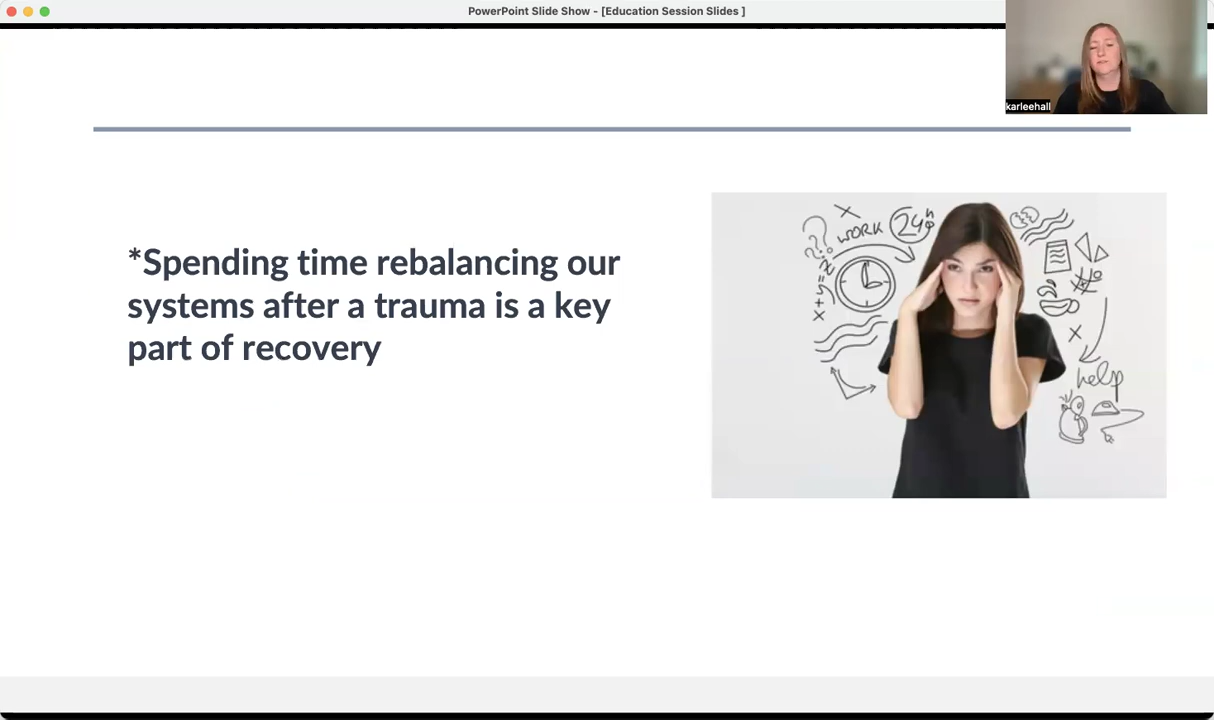 PowerPoint Slide Show - [Education Session Slides ]
karleehall
*Spending time rebalancing our
systems after a trauma is a key
part of recovery
???
WORK
24h
x+y=z
help